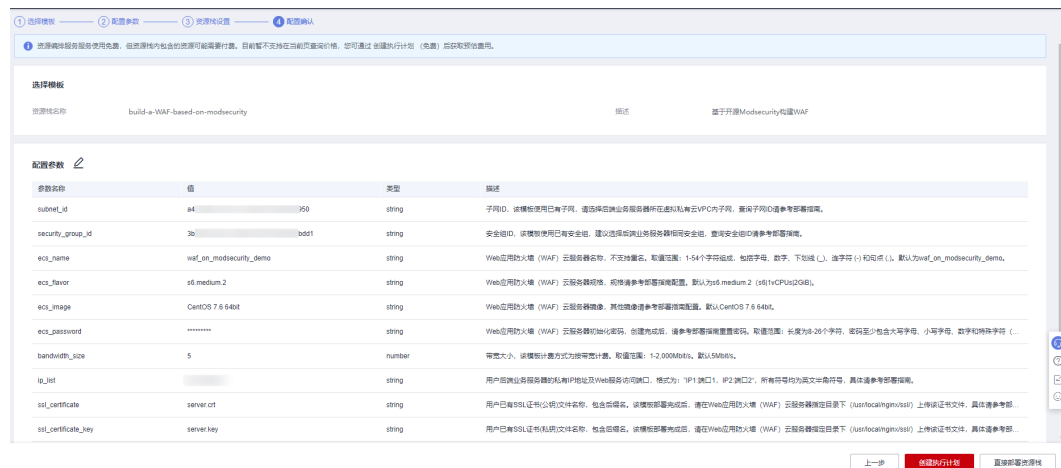 1 选择模板 2 配置参数 3 资源栈设置 4 配置确认
资源编排服务服务使用免费，但资源栈内包含的资源可能需要付费。目前暂不支持在当前页查询价格，您可通过 创建执行计划 （免费）后获取预估费用。
选择模板
资源栈名称 build-a-WAF-based-on-modsecurity 描述 基于开源Modsecurity构建WAF
配置参数
参数名称 值 类型 描述
subnet_id a4 950 string 子网ID，该模板使用已有子网，请选择后端业务服务器所在虚拟私有云VPC内子网，查询子网ID请参考部署指南。
security_group_id 3b bdd1 string 安全组ID，该模板使用已有安全组，建议选择后端业务服务器相同安全组，查询安全组ID请参考部署指南。
ecs_name waf_on_modsecurity_demo string Web应用防火墙（WAF）云服务器名称，不支持重名。取值范围：1-54个字符组成，包括字母、数字、下划线 (_)、连字符 (-) 和句点 (.)。默认为waf_on_modsecurity_demo。
ecs_flavor s6.medium.2 string Web应用防火墙（WAF）云服务器规格，规格请参考部署指南配置。默认为s6.medium.2（s6|1vCPUs|2GiB)。
ecs_image CentOS 7.6 64bit string Web应用防火墙（WAF）云服务器镜像，其他镜像请参考部署指南配置。默认CentOS 7.6 64bit。
ecs_password ********* string Web应用防火墙（WAF）云服务器初始化密码，创建完成后，请参考部署指南重置密码。取值范围：长度为8-26个字符，密码至少包含大写字母、小写字母、数字和特殊字符（...
bandwidth_size 5 number 带宽大小，该模板计费方式为按带宽计费。取值范围：1-2,000Mbit/s。默认5Mbit/s。
ip_list string 用户后端业务服务器的私有IP地址及Web服务访问端口，格式为："IP1:端口1，IP2:端口2"，所有符号均为英文半角符号，具体请参考部署指南。
ssl_certificate server.crt string 用户已有SSL证书(公钥)文件名称，包含后缀名。该模板部署完成后，请在Web应用防火墙（WAF）云服务器指定目录下（/usr/local/nginx/ssl/）上传该证书文件，具体请参考部...
ssl_certificate_key server.key string 用户已有SSL证书(私钥)文件名称，包含后缀名。该模板部署完成后，请在Web应用防火墙（WAF）云服务器指定目录下（/usr/local/nginx/ssl/）上传该证书文件，具体请参考部...
上一步 创建执行计划 直接部署资源栈